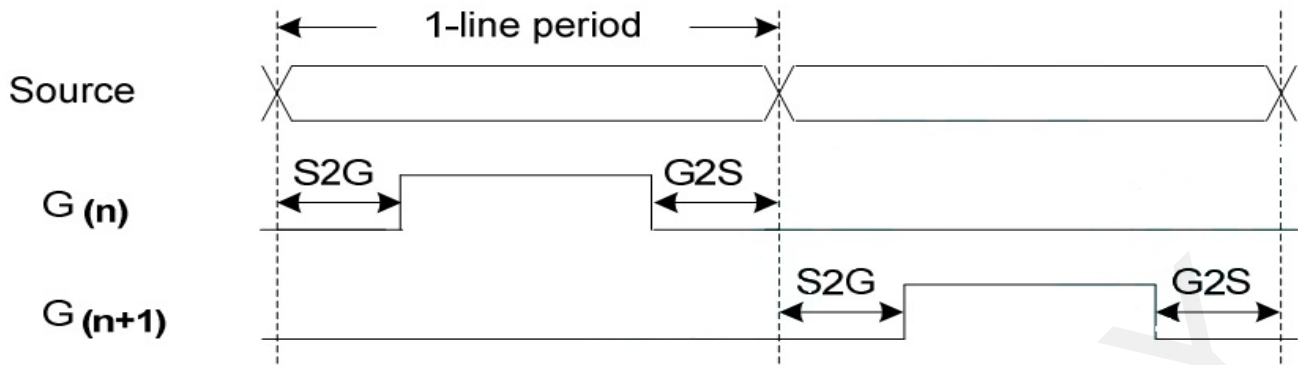 1-line period
Source
S2G
G2S
G (n)
S2G
G2S
G (n+1)